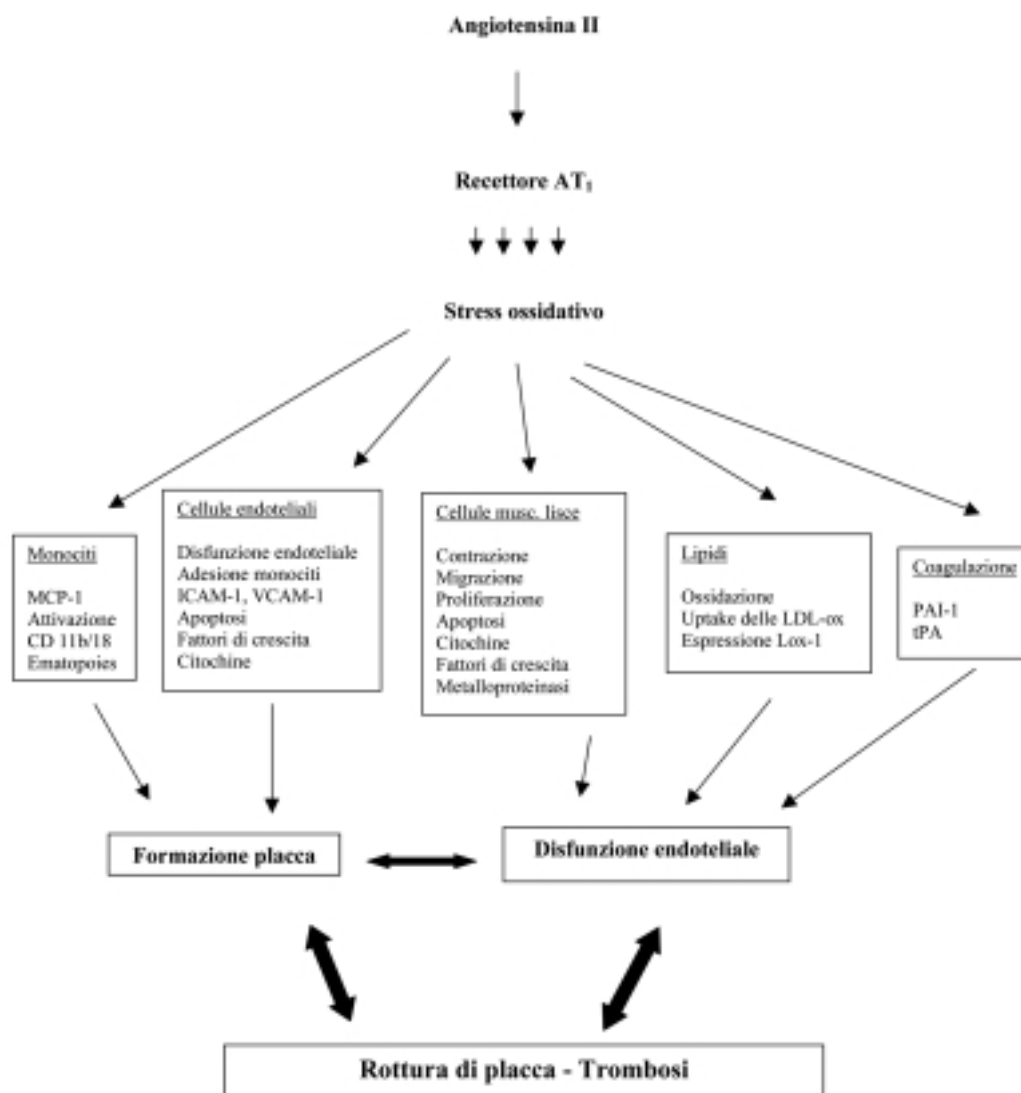 Angiotensina II
Recettore AT₁
Stress ossidativo
Monociti
MCP-1
Attivazione
CD 11b/18
Ematopoies
Cellule endoteliali
Disfunzione endoteliale
Adesione monociti
ICAM-1, VCAM-1
Apoptosi
Fattori di crescita
Citochine
Cellule musc. lisce
Contrazione
Migrazione
Proliferazione
Apoptosi
Citochine
Fattori di crescita
Metalloproteinasi
Lipidi
Ossidazione
Uptake delle LDL-ox
Espressione Lox-1
Coagulazione
PAI-1
tPA
Formazione placca
Disfunzione endoteliale
Rottura di placca - Trombosi